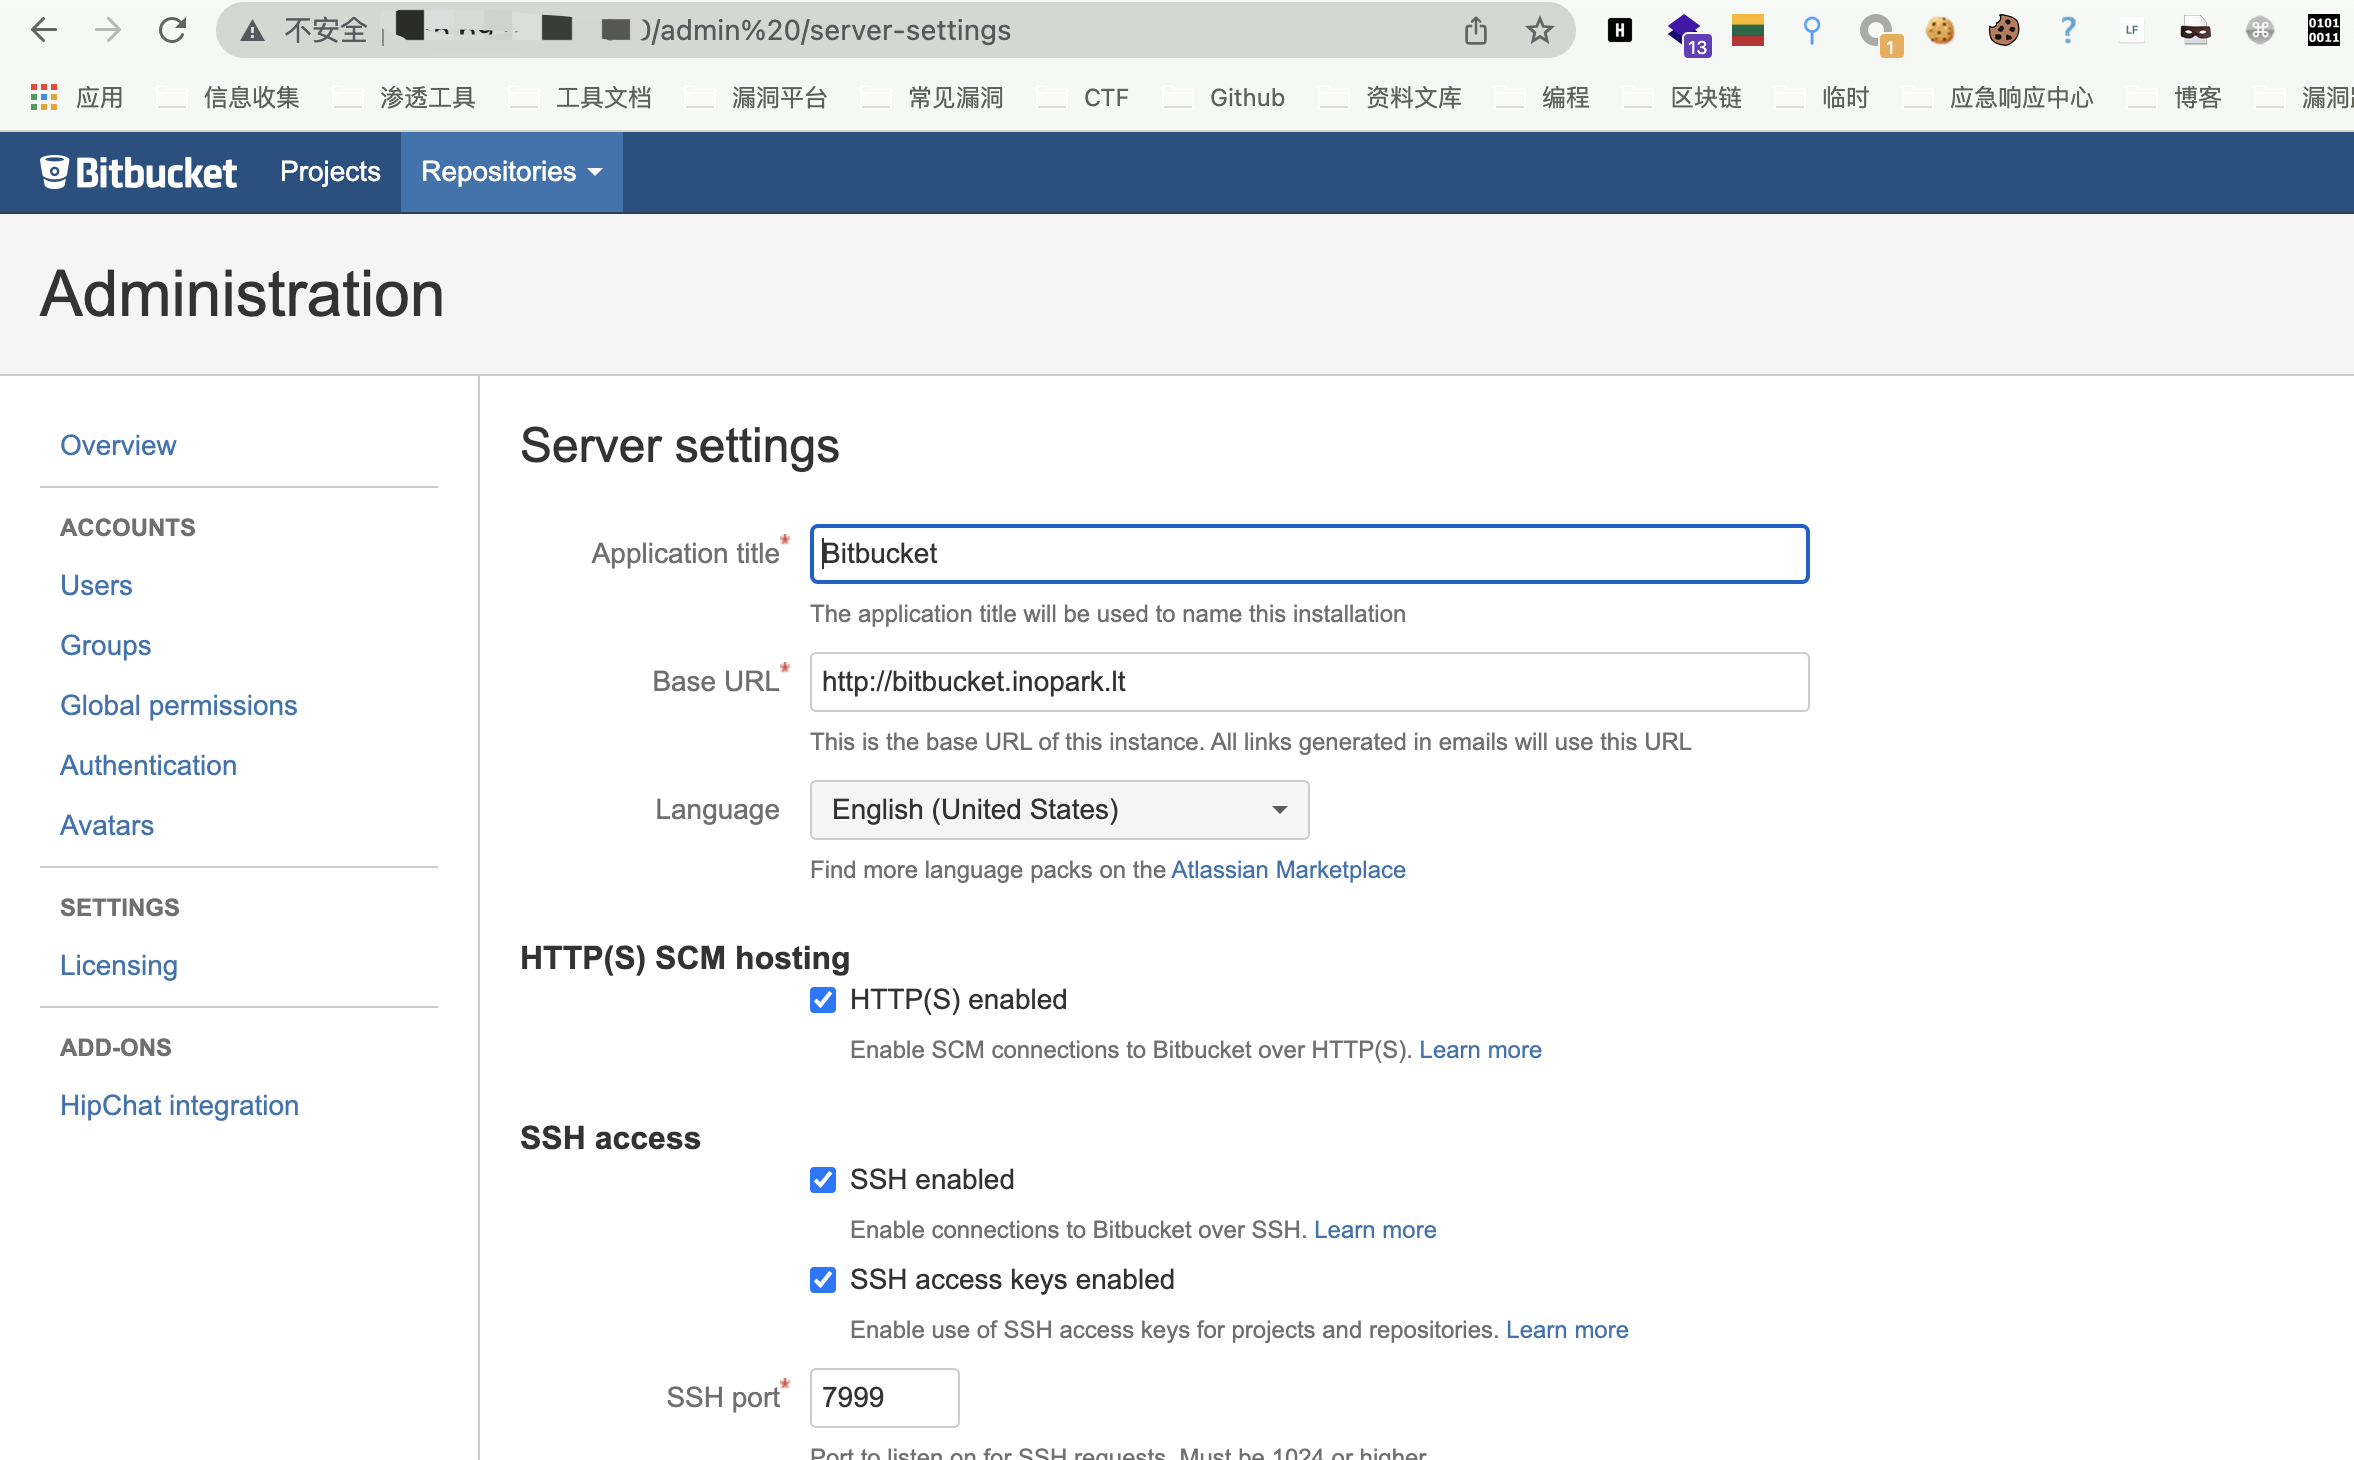 不安全 /admin%20/server-settings
13
1
LF
0101
0011
应用 信息收集 渗透工具 工具文档 漏洞平台 常见漏洞 CTF Github 资料文库 编程 区块链 临时 应急响应中心 博客 漏洞
Bitbucket Projects Repositories
Administration
Overview
ACCOUNTS
Users
Groups
Global permissions
Authentication
Avatars
SETTINGS
Licensing
ADD-ONS
HipChat integration
Server settings
Application title* Bitbucket
The application title will be used to name this installation
Base URL* http://bitbucket.inopark.lt
This is the base URL of this instance. All links generated in emails will use this URL
Language English (United States)
Find more language packs on the Atlassian Marketplace
HTTP(S) SCM hosting
HTTP(S) enabled
Enable SCM connections to Bitbucket over HTTP(S). Learn more
SSH access
SSH enabled
Enable connections to Bitbucket over SSH. Learn more
SSH access keys enabled
Enable use of SSH access keys for projects and repositories. Learn more
SSH port* 7999
Port to listen on for SSH requests. Must be 1024 or higher